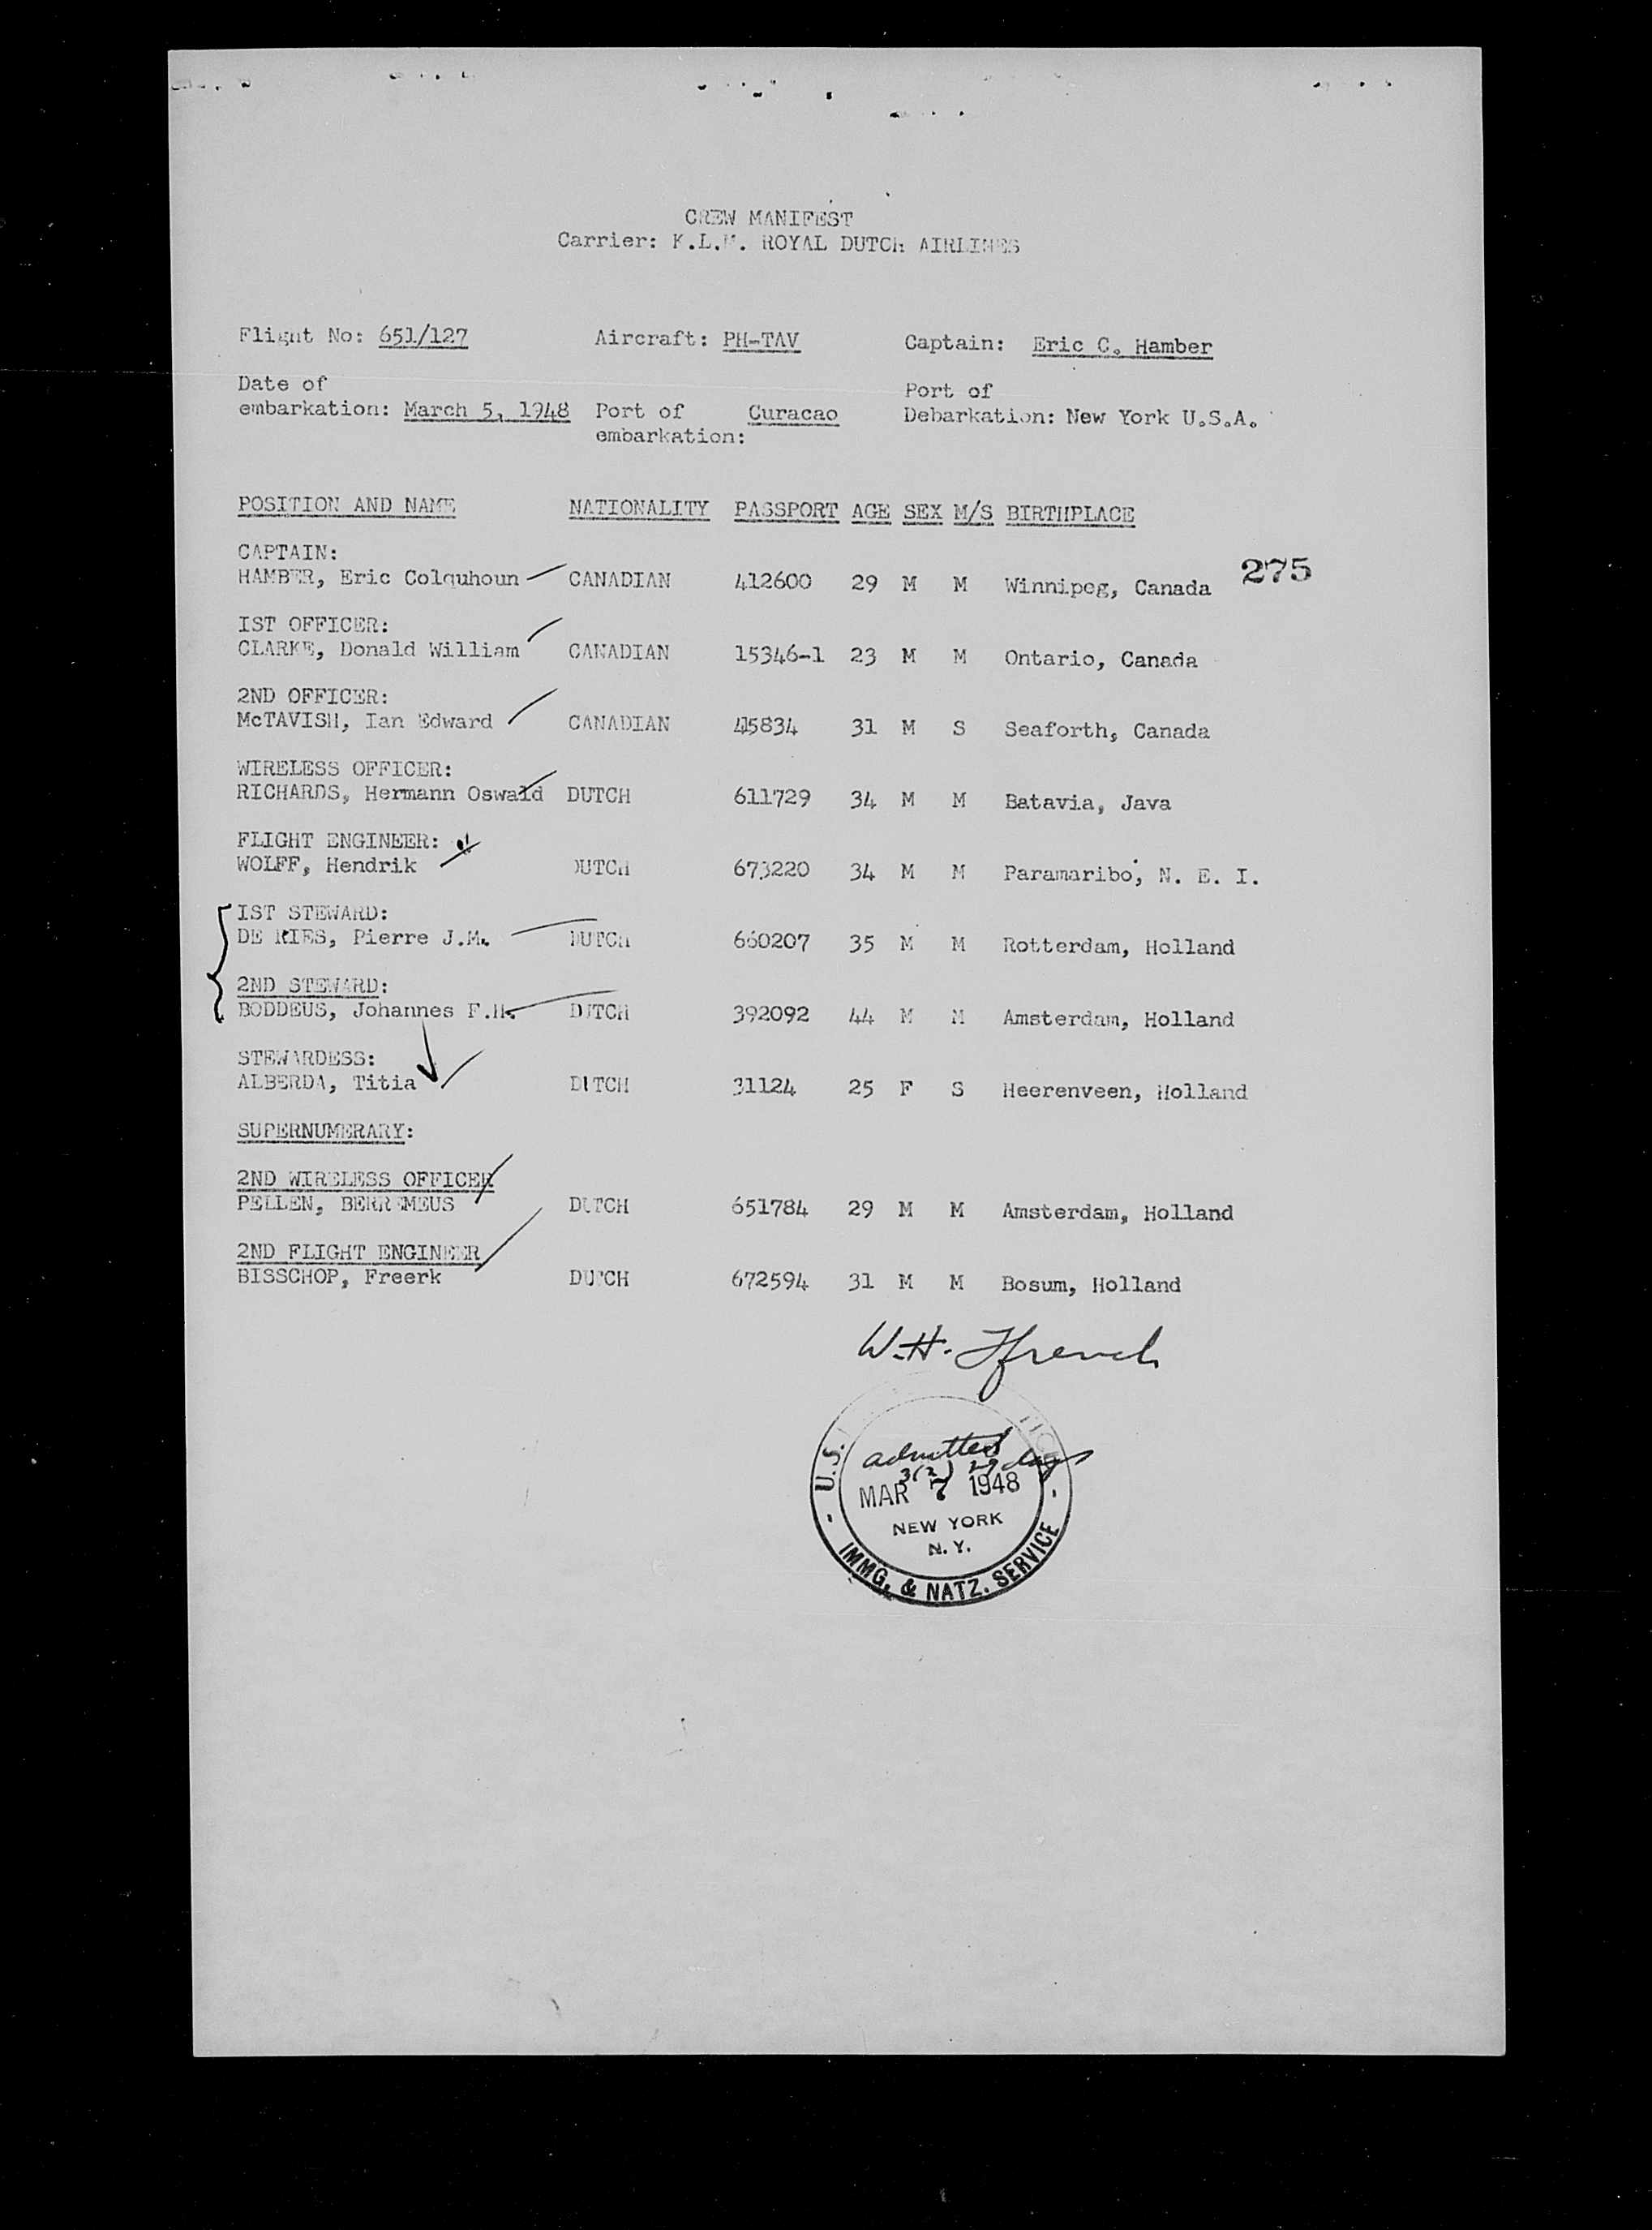 CREW MANIFEST
Carrier: K.L.M. ROYAL DUTCH AIRLINES
Flight No: 651/127 Aircraft: PH-TAV Captain: Eric C. Hamber
Date of embarkation: March 5, 1948 Port of embarkation: Curacao Port of Debarkation: New York U.S.A.
POSITION AND NAME NATIONALITY PASSPORT AGE SEX M/S BIRTHPLACE
CAPTAIN:
HAMBER, Eric Colquhoun CANADIAN 412600 29 M M Winnipeg, Canada 275
IST OFFICER:
CLARKE, Donald William CANADIAN 15346-1 23 M M Ontario, Canada
2ND OFFICER:
McTAVISH, Ian Edward CANADIAN 45834 31 M S Seaforth, Canada
WIRELESS OFFICER:
RICHARDS, Hermann Oswald DUTCH 611729 34 M M Batavia, Java
FLIGHT ENGINEER:
WOLFF, Hendrik DUTCH 673220 34 M M Paramaribo, N. E. I.
IST STEWARD:
DE RIES, Pierre J.M. DUTCH 660207 35 M M Rotterdam, Holland
2ND STEWARD:
BODDEUS, Johannes F.H. DUTCH 392092 44 M M Amsterdam, Holland
STEWARDESS:
ALBERDA, Titia DUTCH 31124 25 F S Heerenveen, Holland
SUPERNUMERARY:
2ND WIRELESS OFFICER
PELLEN, DUTCH 651784 29 M M Amsterdam, Holland
2ND FLIGHT ENGINEER
BISSCHOP, Freerk DUTCH 672594 31 M M Bosum, Holland
W.H. Ffrench
U.S.
admitted
3(2) 29 days
MAR 7 1948
NEW YORK
N.Y.
IMMG. & NATZ. SERVICE